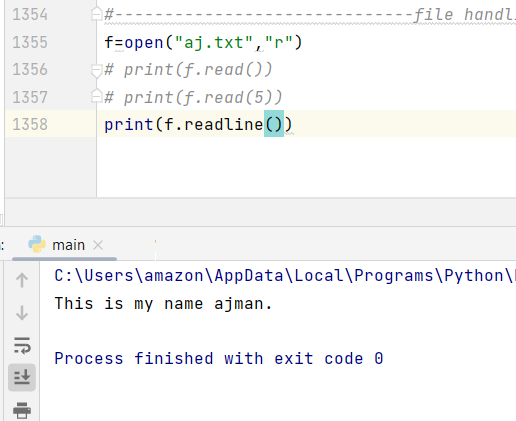 1354 #------------------------------file handl
1355 f=open("aj.txt","r")
1356 # print(f.read())
1357 # print(f.read(5))
1358 print(f.readline())
main
C:\Users\amazon\AppData\Local\Programs\Python\
This is my name ajman.
Process finished with exit code 0